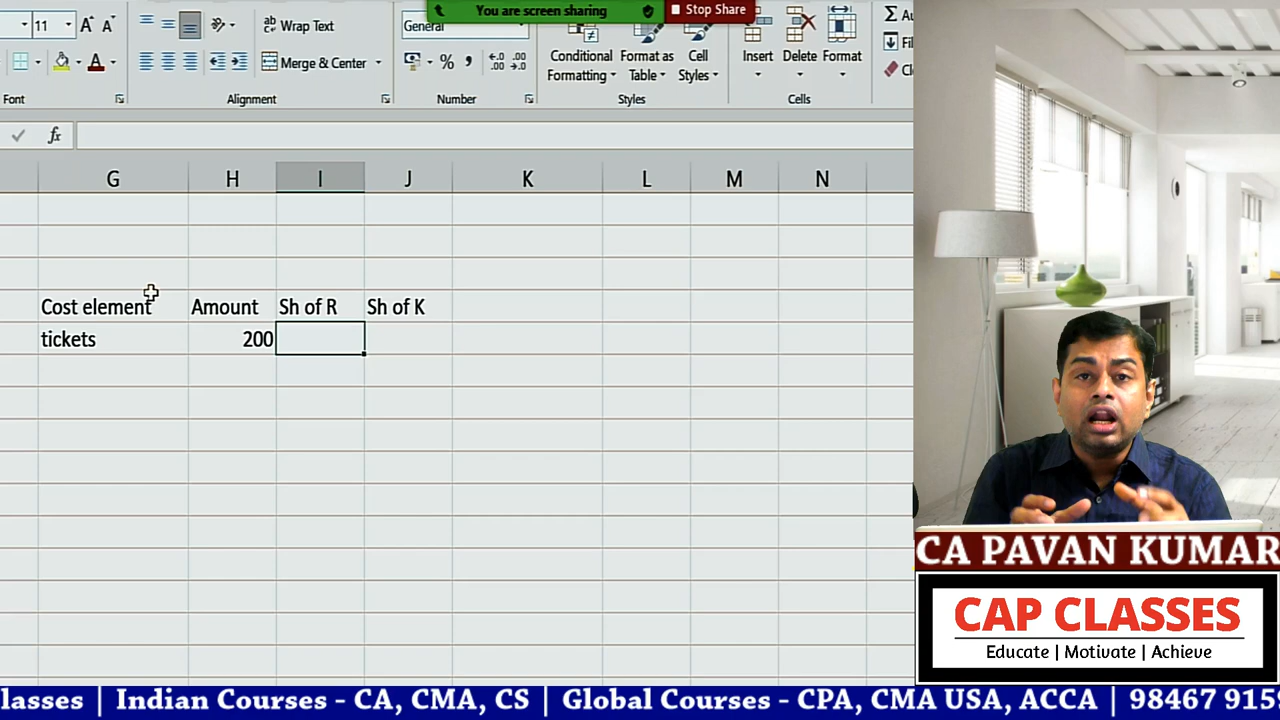 You are screen sharing
Stop Share
11
A A
ab Wrap Text
General
Conditional Format as Cell
Formatting Table Styles
Insert Delete Format
Merge & Center
%
Font
Alignment
Number
Styles
Cells
fx
G H I J K L M N
Cost element Amount Sh of R Sh of K
tickets 200
CA PAVAN KUMAR
CAP CLASSES
Educate | Motivate | Achieve
lasses | Indian Courses - CA, CMA, CS | Global Courses - CPA, CMA USA, ACCA | 98467 915